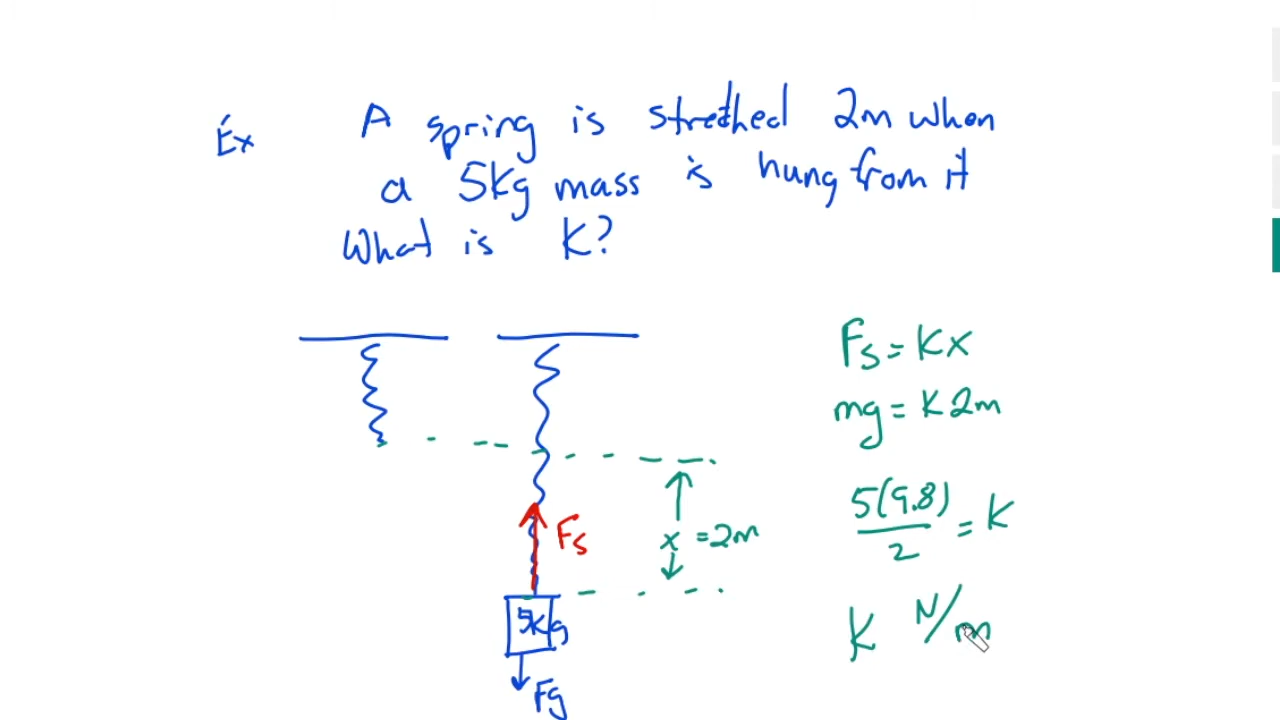 Ex A spring is stretched 2m when
a 5Kg mass is hung from it
What is K?
Fs = Kx
mg = K 2m
5(9.8)/2 = K
Fs
x = 2m
5Kg
K N/m
Fg